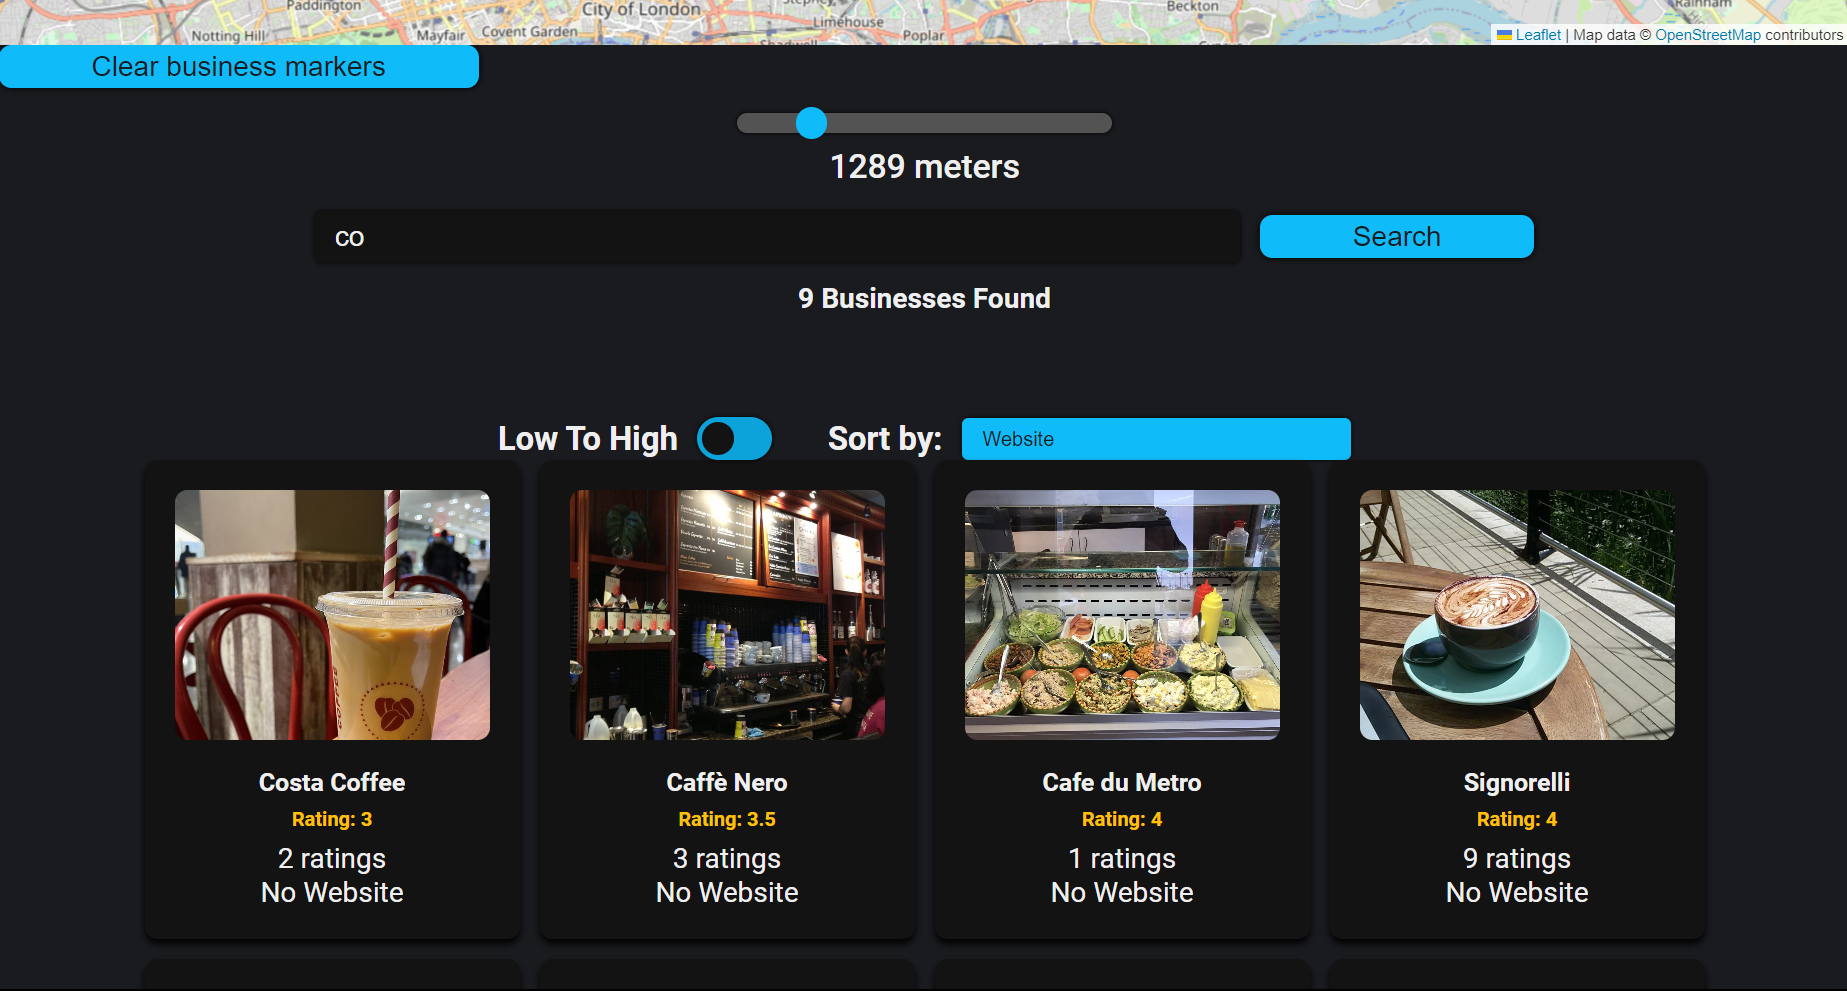 Paddington
City of London
Limehouse
Beckton
Rainham
Notting Hill
Mayfair
Covent Garden
Poplar
Shadwell
Leaflet | Map data © OpenStreetMap contributors
Clear business markers
1289 meters
co
Search
9 Businesses Found
Low To High
Sort by:
Website
Costa Coffee
Rating: 3
2 ratings
No Website
Caffè Nero
Rating: 3.5
3 ratings
No Website
Cafe du Metro
Rating: 4
1 ratings
No Website
Signorelli
Rating: 4
9 ratings
No Website